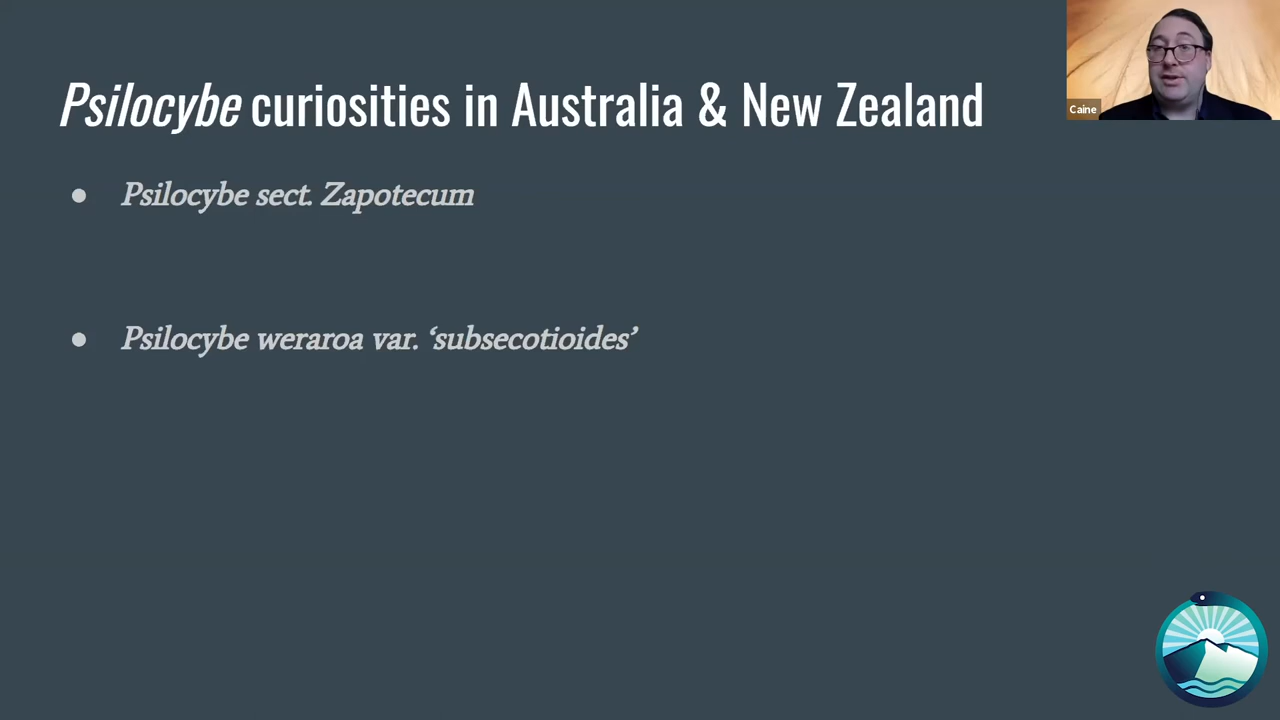 Psilocybe curiosities in Australia & New Zealand
Caine
● Psilocybe sect. Zapotecum
● Psilocybe weraroa var. ‘subsecotioides’